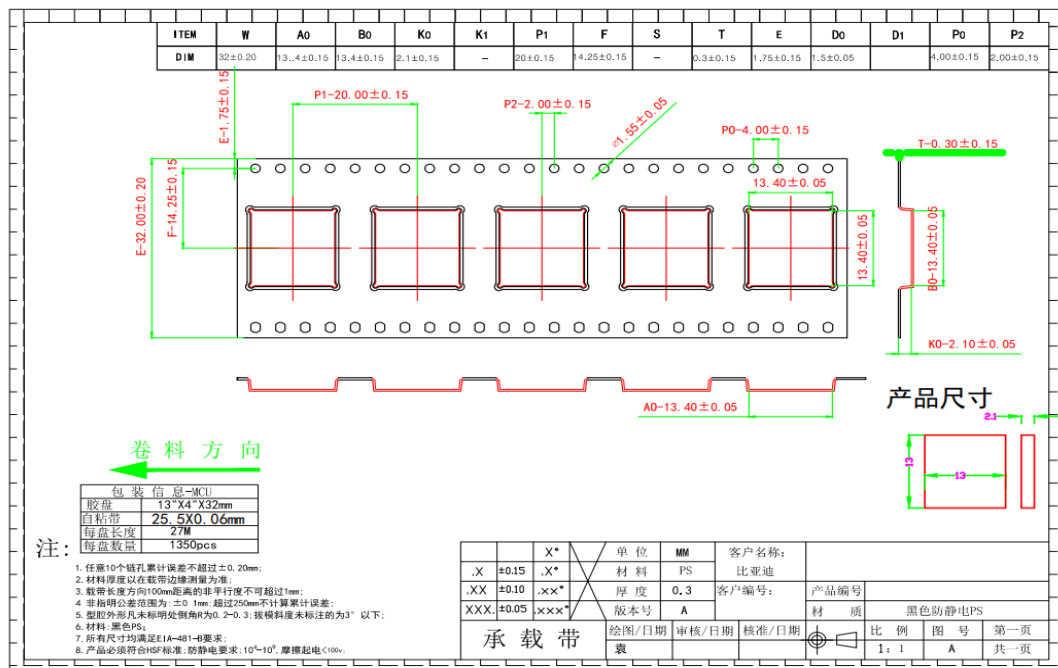 ITEM W A0 B0 K0 K1 P1 F S T E D0 D1 P0 P2
DIM 32±0.20 13..4±0.15 13.4±0.15 2.1±0.15 — 20±0.15 14.25±0.15 — 0.3±0.15 1.75±0.15 1.5±0.05 4.00±0.15 2.00±0.15
E-1.75±0.15
P1-20.00±0.15
P2-2.00±0.15
⌀1.55±0.05
P0-4.00±0.15
T-0.30±0.15
F-14.25±0.15
E-32.00±0.20
13.40±0.05
13.40±0.05
B0-13.40±0.05
K0-2.10±0.05
A0-13.40±0.05
产品尺寸
2.1
13
13
卷料方向
包装信息-MCU
胶盘 13"X4"X32mm
自粘带 25.5X0.06mm
每盘长度 27M
每盘数量 1350pcs
注:
1. 任意10个链孔累计误差不超过±0.20mm;
2. 材料厚度以在载带边缘测量为准;
3. 载带长度方向100mm距离的非平行度不可超过1mm;
4 非指明公差范围为:±0 1mm;超过250mm不计算累计误差;
5. 型腔外形凡未标明处倒角R为0.2-0.3;拔模斜度未标注的为3°以下;
6. 材料:黑色PS;
7. 所有尺寸均满足EIA-481-B要求;
8. 产品必须符合HSF标准;防静电要求:10⁴-10⁹,摩擦起电<100v;
X° 单位 MM 客户名称:
.X ±0.15 .X° 材料 PS 比亚迪
.XX ±0.10 .XX° 厚度 0.3 客户编号: 产品编号
XXX. ±0.05 .XXX° 版本号 A 材质 黑色防静电PS
承载带 绘图/日期 审核/日期 核准/日期 比例 图号 第一页
袁 1:1 A 共一页